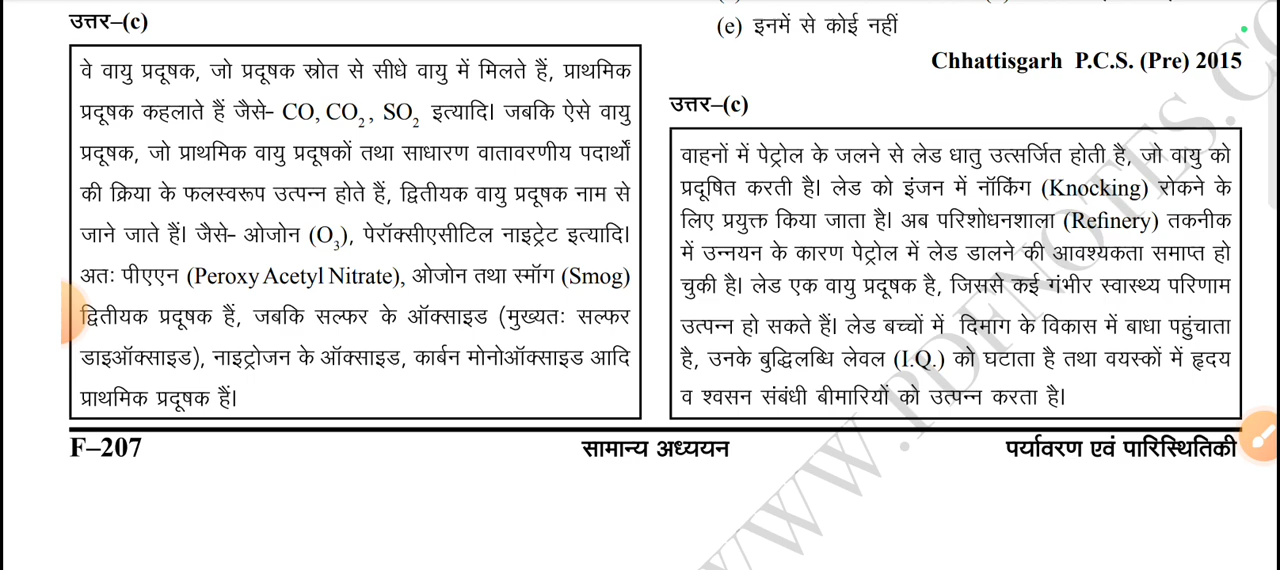 उत्तर–(c)
वे वायु प्रदूषक, जो प्रदूषक स्रोत से सीधे वायु में मिलते हैं, प्राथमिक
प्रदूषक कहलाते हैं जैसे- CO, CO₂, SO₂ इत्यादि। जबकि ऐसे वायु
प्रदूषक, जो प्राथमिक वायु प्रदूषकों तथा साधारण वातावरणीय पदार्थों
की क्रिया के फलस्वरूप उत्पन्न होते हैं, द्वितीयक वायु प्रदूषक नाम से
जाने जाते हैं। जैसे- ओजोन (O₃), पेरॉक्सीएसीटिल नाइट्रेट इत्यादि।
अतः पीएएन (Peroxy Acetyl Nitrate), ओजोन तथा स्मॉग (Smog)
द्वितीयक प्रदूषक हैं, जबकि सल्फर के ऑक्साइड (मुख्यतः सल्फर
डाइऑक्साइड), नाइट्रोजन के ऑक्साइड, कार्बन मोनोऑक्साइड आदि
प्राथमिक प्रदूषक हैं।
(e) इनमें से कोई नहीं
Chhattisgarh P.C.S. (Pre) 2015
उत्तर–(c)
वाहनों में पेट्रोल के जलने से लेड धातु उत्सर्जित होती है, जो वायु को
प्रदूषित करती है। लेड को इंजन में नॉकिंग (Knocking) रोकने के
लिए प्रयुक्त किया जाता है। अब परिशोधनशाला (Refinery) तकनीक
में उन्नयन के कारण पेट्रोल में लेड डालने की आवश्यकता समाप्त हो
चुकी है। लेड एक वायु प्रदूषक है, जिससे कई गंभीर स्वास्थ्य परिणाम
उत्पन्न हो सकते हैं। लेड बच्चों में दिमाग के विकास में बाधा पहुंचाता
है, उनके बुद्धिलब्धि लेवल (I.Q.) को घटाता है तथा वयस्कों में हृदय
व श्वसन संबंधी बीमारियों को उत्पन्न करता है।
F–207 सामान्य अध्ययन पर्यावरण एवं पारिस्थितिकी
WWW.PDFNOTES.CO